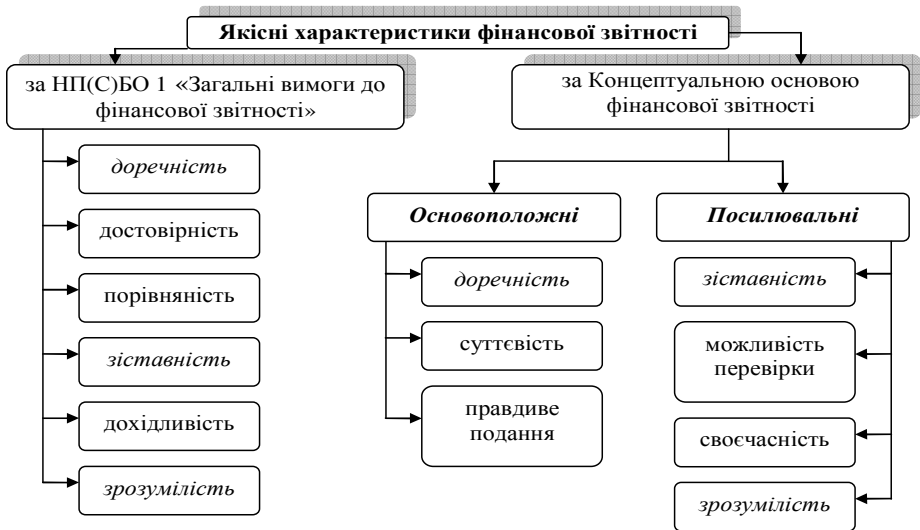 Якісні характеристики фінансової звітності
за НП(С)БО 1 «Загальні вимоги до
фінансової звітності»
за Концептуальною основою
фінансової звітності
доречність
достовірність
порівняність
зіставність
дохідливість
зрозумілість
Основоположні
доречність
суттєвість
правдиве
подання
Посилювальні
зіставність
можливість
перевірки
своєчасність
зрозумілість